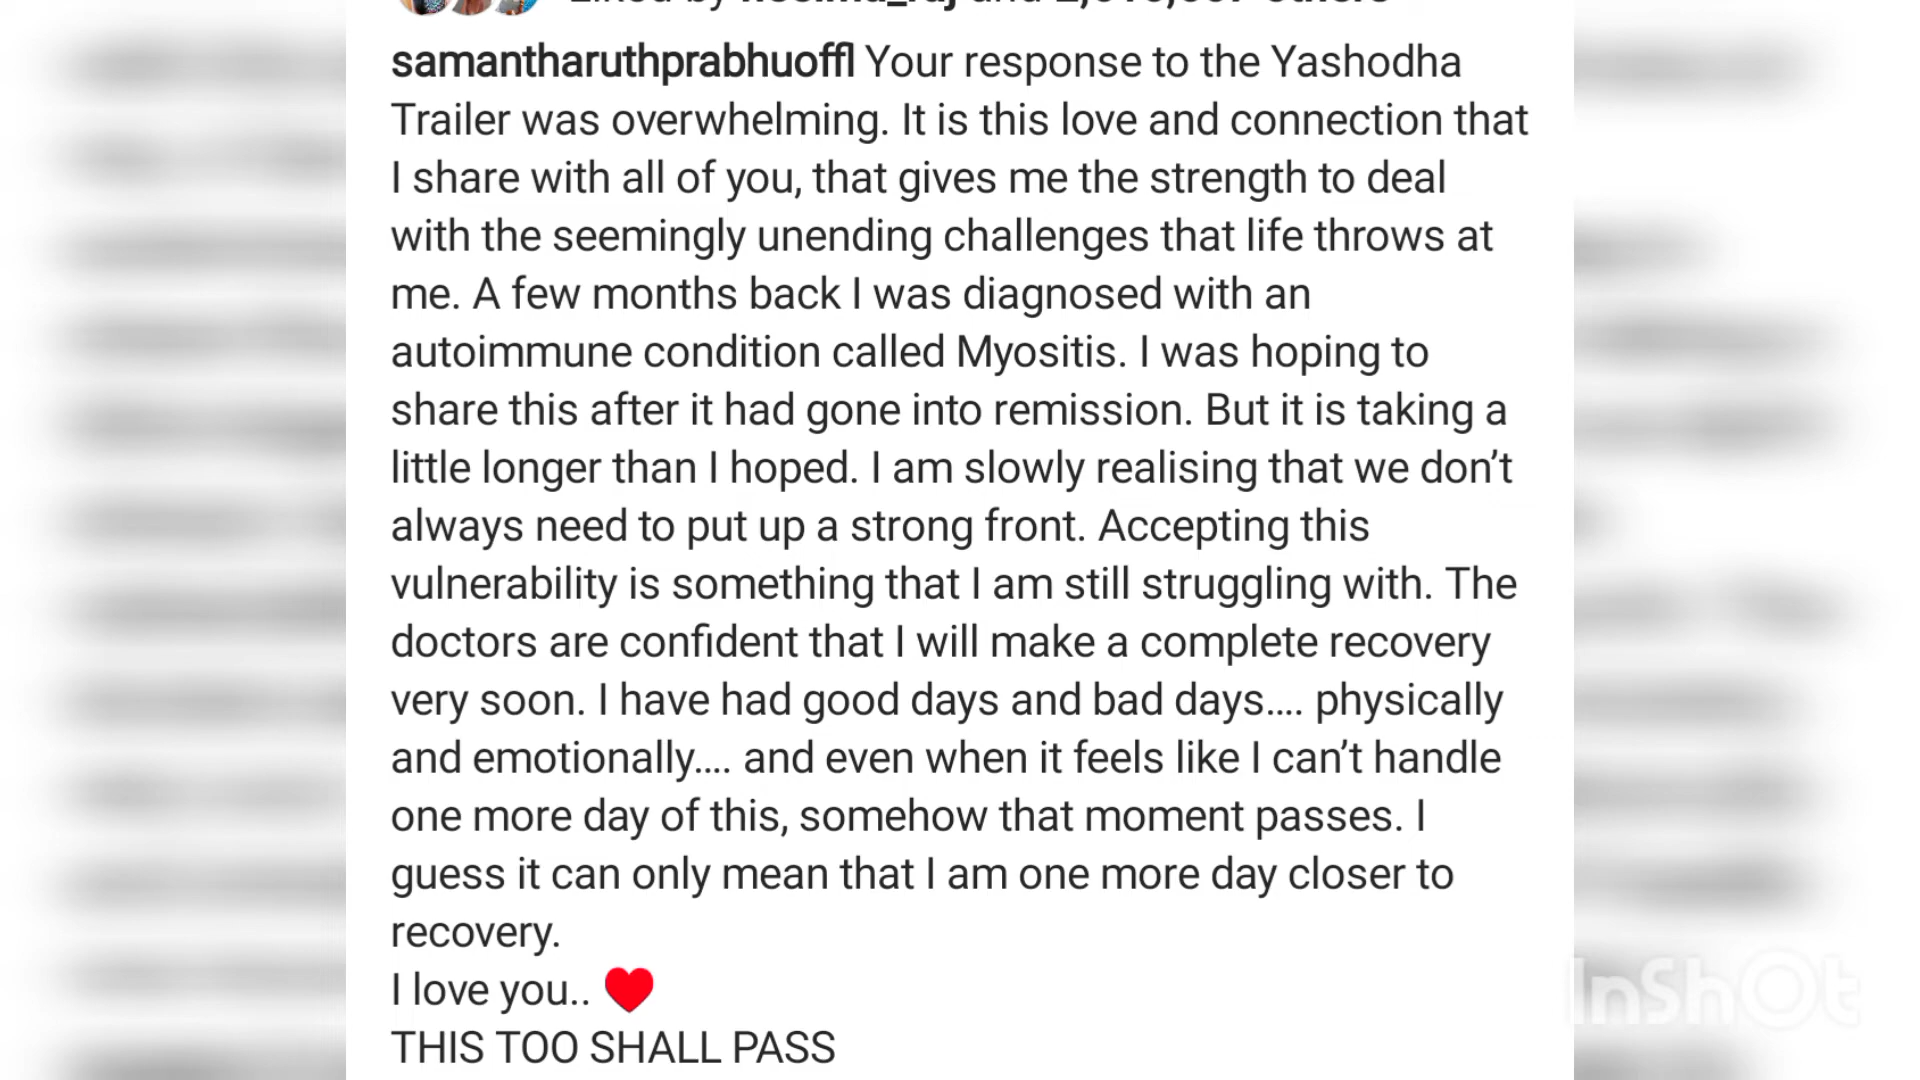 samantharuthprabhuoffl Your response to the Yashodha
Trailer was overwhelming. It is this love and connection that
I share with all of you, that gives me the strength to deal
with the seemingly unending challenges that life throws at
me. A few months back I was diagnosed with an
autoimmune condition called Myositis. I was hoping to
share this after it had gone into remission. But it is taking a
little longer than I hoped. I am slowly realising that we don’t
always need to put up a strong front. Accepting this
vulnerability is something that I am still struggling with. The
doctors are confident that I will make a complete recovery
very soon. I have had good days and bad days…. physically
and emotionally…. and even when it feels like I can’t handle
one more day of this, somehow that moment passes. I
guess it can only mean that I am one more day closer to
recovery.
I love you.. ❤️
THIS TOO SHALL PASS
InShOt